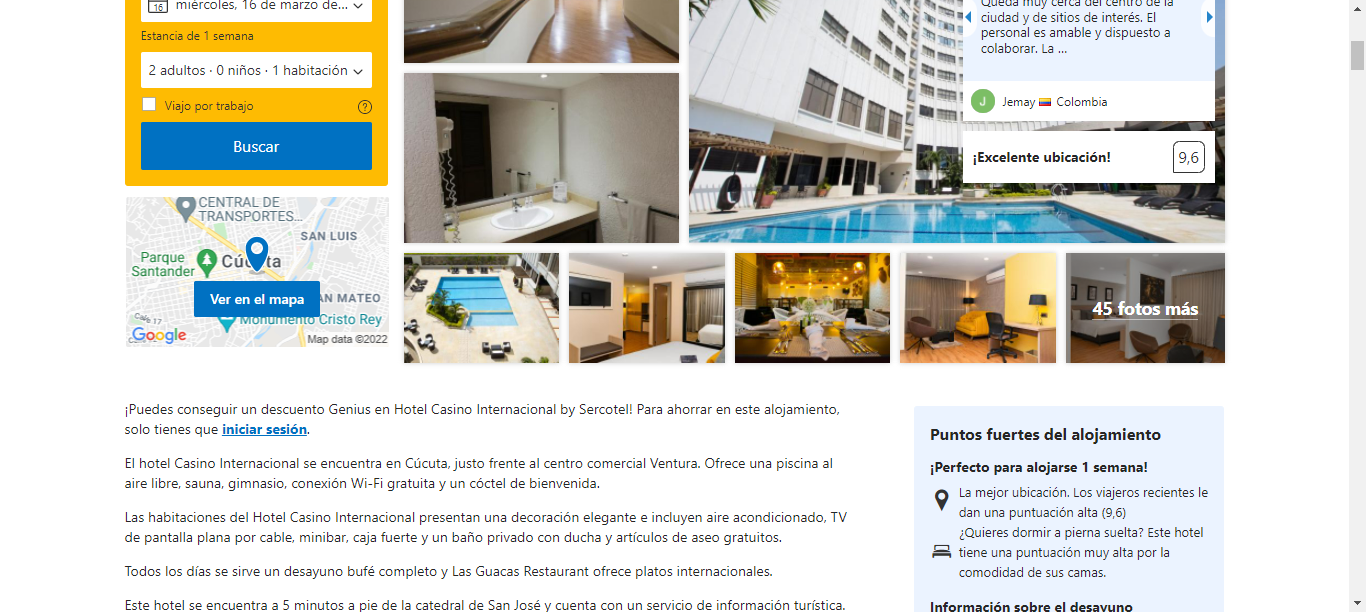 16
miércoles, 16 de marzo de...
Estancia de 1 semana
2 adultos · 0 niños · 1 habitación
Viajo por trabajo
?
Buscar
CENTRAL DE
TRANSPORTES...
SAN LUIS
Parque
Santander
Cúcuta
Ver en el mapa
AN MATEO
Calle 17
Monumento Cristo Rey
Google
Map data ©2022
Queda muy cerca del centro de la
ciudad y de sitios de interés. El
personal es amable y dispuesto a
colaborar. La ...
J
Jemay
Colombia
¡Excelente ubicación!
9,6
45 fotos más
¡Puedes conseguir un descuento Genius en Hotel Casino Internacional by Sercotel! Para ahorrar en este alojamiento,
solo tienes que iniciar sesión.
El hotel Casino Internacional se encuentra en Cúcuta, justo frente al centro comercial Ventura. Ofrece una piscina al
aire libre, sauna, gimnasio, conexión Wi-Fi gratuita y un cóctel de bienvenida.
Las habitaciones del Hotel Casino Internacional presentan una decoración elegante e incluyen aire acondicionado, TV
de pantalla plana por cable, minibar, caja fuerte y un baño privado con ducha y artículos de aseo gratuitos.
Todos los días se sirve un desayuno bufé completo y Las Guacas Restaurant ofrece platos internacionales.
Este hotel se encuentra a 5 minutos a pie de la catedral de San José y cuenta con un servicio de información turística.
Puntos fuertes del alojamiento
¡Perfecto para alojarse 1 semana!
La mejor ubicación. Los viajeros recientes le
dan una puntuación alta (9,6)
¿Quieres dormir a pierna suelta? Este hotel
tiene una puntuación muy alta por la
comodidad de sus camas.
Información sobre el desayuno